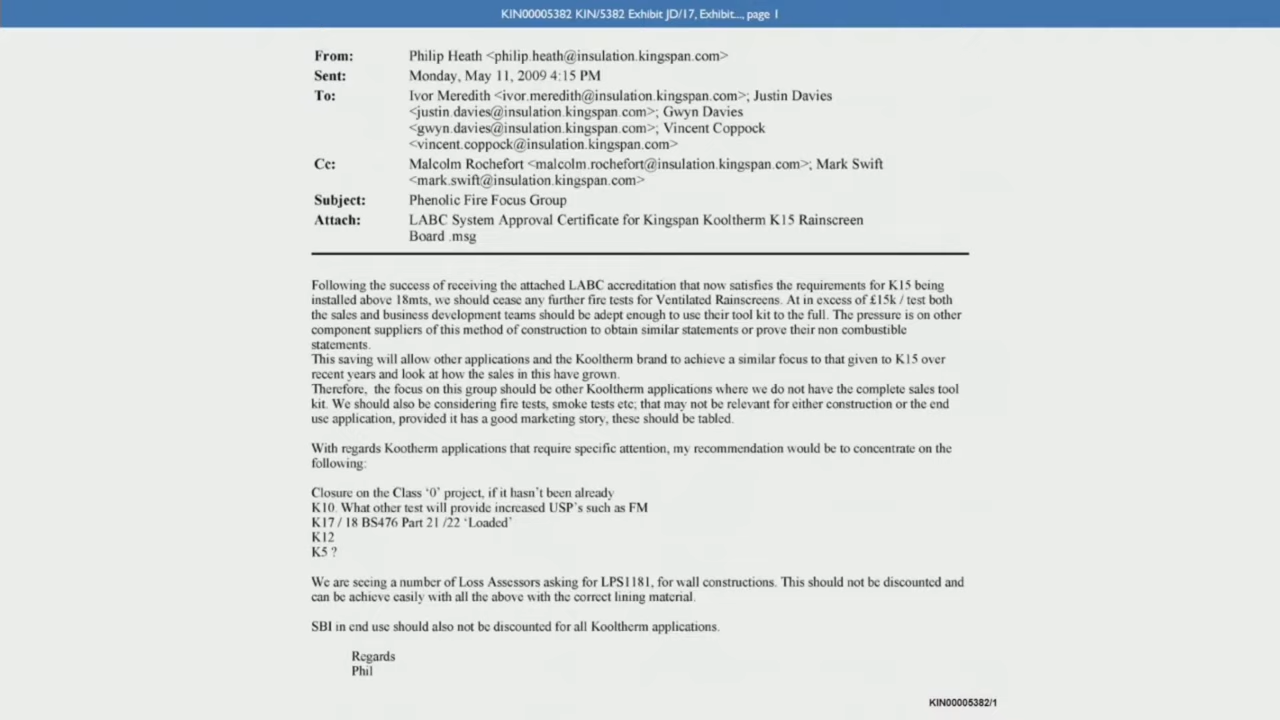 KIN00005382 KIN/5382 Exhibit JD/17, Exhibit..., page 1
From: Philip Heath <philip.heath@insulation.kingspan.com>
Sent: Monday, May 11, 2009 4:15 PM
To: Ivor Meredith <ivor.meredith@insulation.kingspan.com>; Justin Davies
<justin.davies@insulation.kingspan.com>; Gwyn Davies
<gwyn.davies@insulation.kingspan.com>; Vincent Coppock
<vincent.coppock@insulation.kingspan.com>
Cc: Malcolm Rochefort <malcolm.rochefort@insulation.kingspan.com>; Mark Swift
<mark.swift@insulation.kingspan.com>
Subject: Phenolic Fire Focus Group
Attach: LABC System Approval Certificate for Kingspan Kooltherm K15 Rainscreen
Board .msg
Following the success of receiving the attached LABC accreditation that now satisfies the requirements for K15 being
installed above 18mts, we should cease any further fire tests for Ventilated Rainscreens. At in excess of £15k / test both
the sales and business development teams should be adept enough to use their tool kit to the full. The pressure is on other
component suppliers of this method of construction to obtain similar statements or prove their non combustible
statements.
This saving will allow other applications and the Kooltherm brand to achieve a similar focus to that given to K15 over
recent years and look at how the sales in this have grown.
Therefore,  the focus on this group should be other Kooltherm applications where we do not have the complete sales tool
kit. We should also be considering fire tests, smoke tests etc; that may not be relevant for either construction or the end
use application, provided it has a good marketing story, these should be tabled.
With regards Kootherm applications that require specific attention, my recommendation would be to concentrate on the
following:
Closure on the Class ‘0’ project, if it hasn’t been already
K10. What other test will provide increased USP’s such as FM
K17 / 18 BS476 Part 21 /22 ‘Loaded’
K12
K5 ?
We are seeing a number of Loss Assessors asking for LPS1181, for wall constructions. This should not be discounted and
can be achieve easily with all the above with the correct lining material.
SBI in end use should also not be discounted for all Kooltherm applications.
Regards
Phil
KIN00005382/1